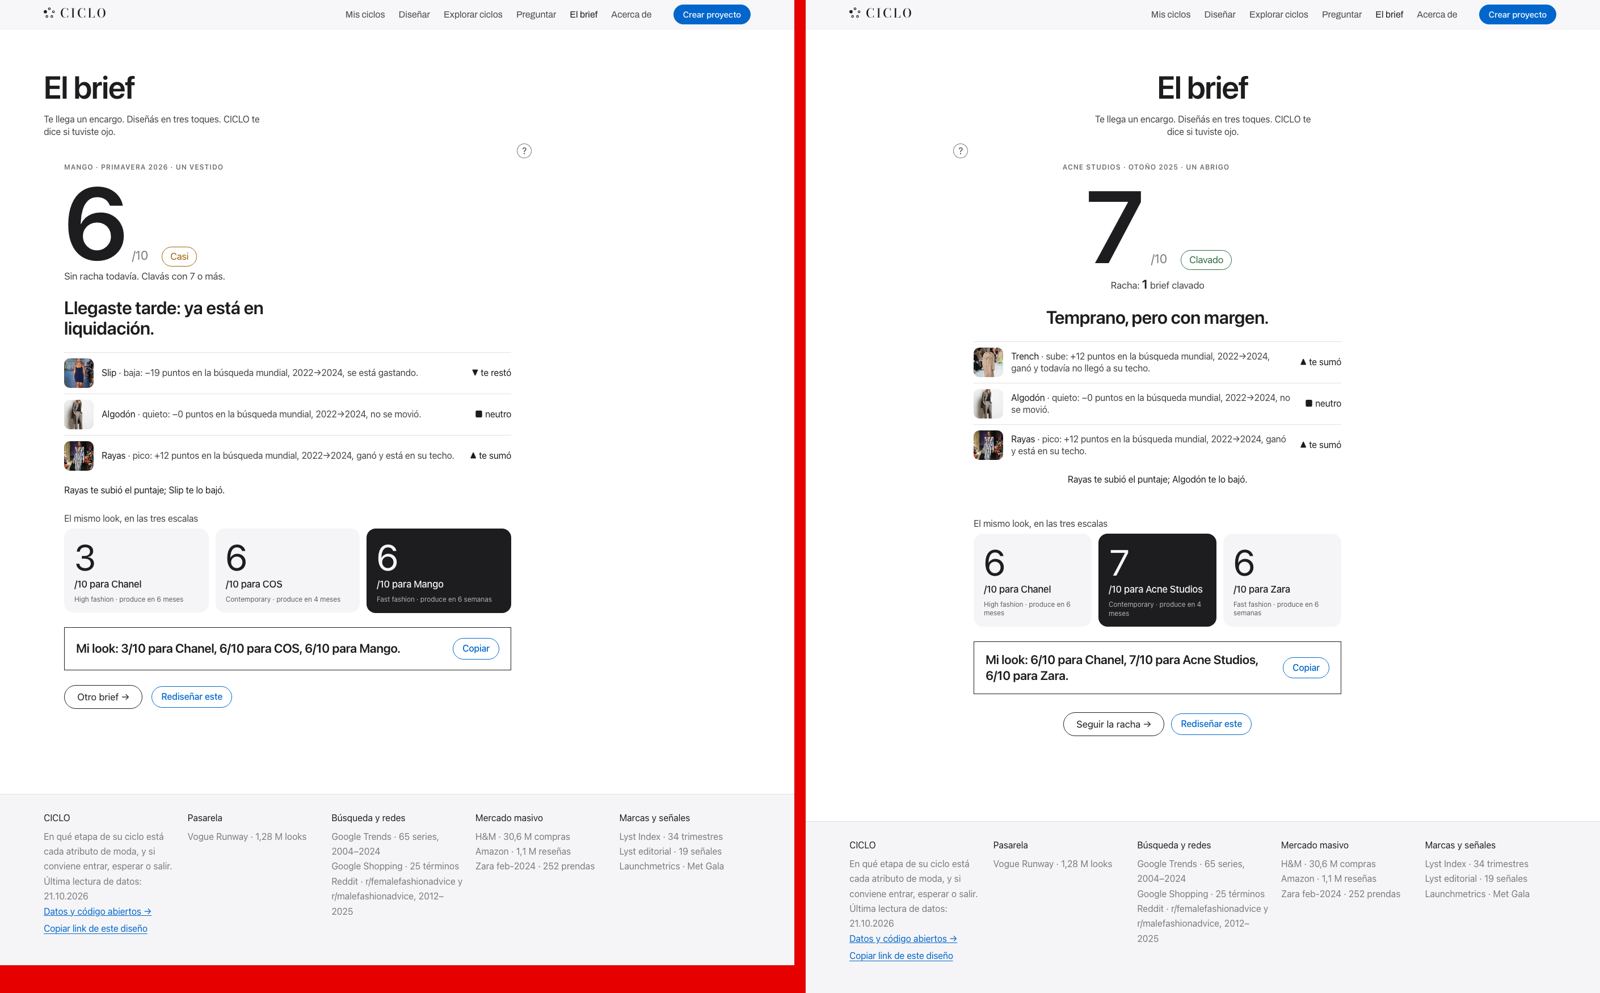 CICLO
Mis ciclos Diseñar Explorar ciclos Preguntar El brief Acerca de Crear proyecto
El brief
Te llega un encargo. Diseñás en tres toques. CICLO te
dice si tuviste ojo.
?
MANGO · PRIMAVERA 2026 · UN VESTIDO
6 /10 Casi
Sin racha todavía. Clavás con 7 o más.
Llegaste tarde: ya está en
liquidación.
Slip · baja: −19 puntos en la búsqueda mundial, 2022→2024, se está gastando. ▼ te restó
Algodón · quieto: −0 puntos en la búsqueda mundial, 2022→2024, no se movió. ■ neutro
Rayas · pico: +12 puntos en la búsqueda mundial, 2022→2024, ganó y está en su techo. ▲ te sumó
Rayas te subió el puntaje; Slip te lo bajó.
El mismo look, en las tres escalas
3
/10 para Chanel
High fashion · produce en 6 meses
6
/10 para COS
Contemporary · produce en 4 meses
6
/10 para Mango
Fast fashion · produce en 6 semanas
Mi look: 3/10 para Chanel, 6/10 para COS, 6/10 para Mango. Copiar
Otro brief → Rediseñar este
CICLO
En qué etapa de su ciclo está
cada atributo de moda, y si
conviene entrar, esperar o salir.
Última lectura de datos:
21.10.2026
Datos y código abiertos →
Copiar link de este diseño
Pasarela
Vogue Runway · 1,28 M looks
Búsqueda y redes
Google Trends · 65 series,
2004–2024
Google Shopping · 25 términos
Reddit · r/femalefashionadvice y
r/malefashionadvice, 2012–
2025
Mercado masivo
H&M · 30,6 M compras
Amazon · 1,1 M reseñas
Zara feb–2024 · 252 prendas
Marcas y señales
Lyst Index · 34 trimestres
Lyst editorial · 19 señales
Launchmetrics · Met Gala
CICLO
Mis ciclos Diseñar Explorar ciclos Preguntar El brief Acerca de Crear proyecto
El brief
Te llega un encargo. Diseñás en tres toques. CICLO te
dice si tuviste ojo.
?
ACNE STUDIOS · OTOÑO 2025 · UN ABRIGO
7 /10 Clavado
Racha: 1 brief clavado
Temprano, pero con margen.
Trench · sube: +12 puntos en la búsqueda mundial, 2022→2024,
ganó y todavía no llegó a su techo. ▲ te sumó
Algodón · quieto: −0 puntos en la búsqueda mundial, 2022→2024, no
se movió. ■ neutro
Rayas · pico: +12 puntos en la búsqueda mundial, 2022→2024, ganó
y está en su techo. ▲ te sumó
Rayas te subió el puntaje; Algodón te lo bajó.
El mismo look, en las tres escalas
6
/10 para Chanel
High fashion · produce en 6
meses
7
/10 para Acne Studios
Contemporary · produce en 4
meses
6
/10 para Zara
Fast fashion · produce en 6
semanas
Mi look: 6/10 para Chanel, 7/10 para Acne Studios,
6/10 para Zara. Copiar
Seguir la racha → Rediseñar este
CICLO
En qué etapa de su ciclo está
cada atributo de moda, y si
conviene entrar, esperar o salir.
Última lectura de datos:
21.10.2026
Datos y código abiertos →
Copiar link de este diseño
Pasarela
Vogue Runway · 1,28 M looks
Búsqueda y redes
Google Trends · 65 series,
2004–2024
Google Shopping · 25 términos
Reddit · r/femalefashionadvice y
r/malefashionadvice, 2012–
2025
Mercado masivo
H&M · 30,6 M compras
Amazon · 1,1 M reseñas
Zara feb–2024 · 252 prendas
Marcas y señales
Lyst Index · 34 trimestres
Lyst editorial · 19 señales
Launchmetrics · Met Gala